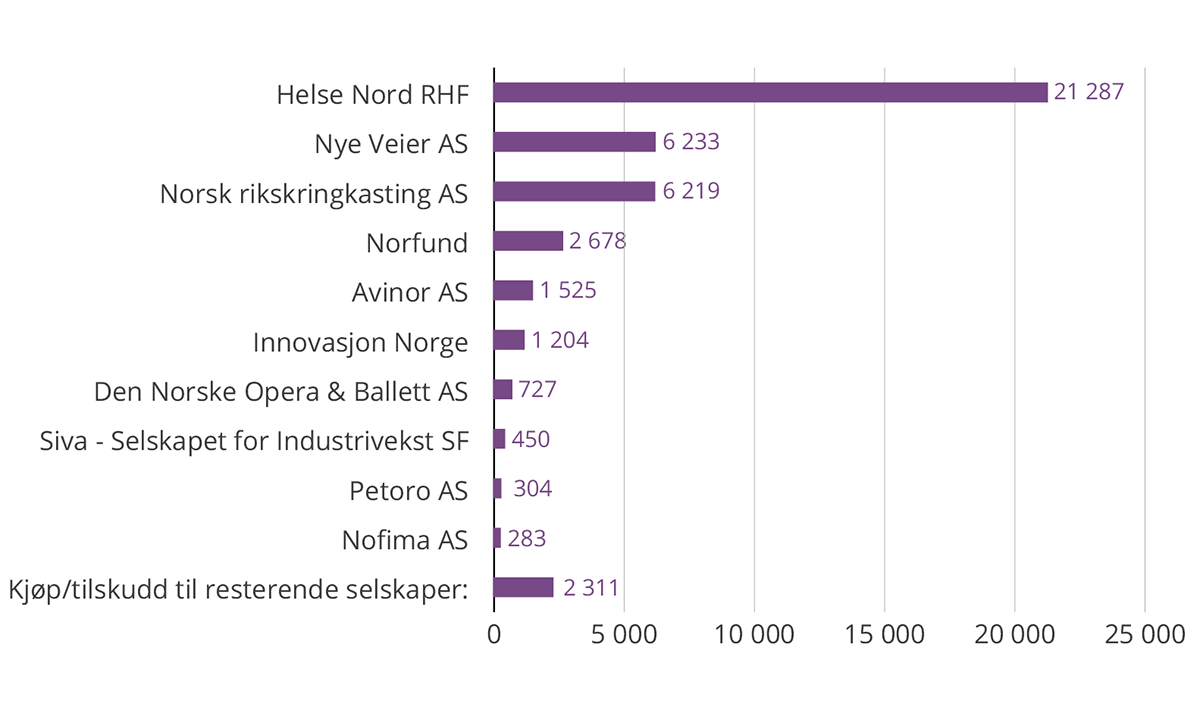 Helse Nord RHF 21 287
Nye Veier AS 6 233
Norsk rikskringkasting AS 6 219
Norfund 2 678
Avinor AS 1 525
Innovasjon Norge 1 204
Den Norske Opera & Ballett AS 727
Siva - Selskapet for Industrivekst SF 450
Petoro AS 304
Nofima AS 283
Kjøp/tilskudd til resterende selskaper: 2 311
0 5 000 10 000 15 000 20 000 25 000